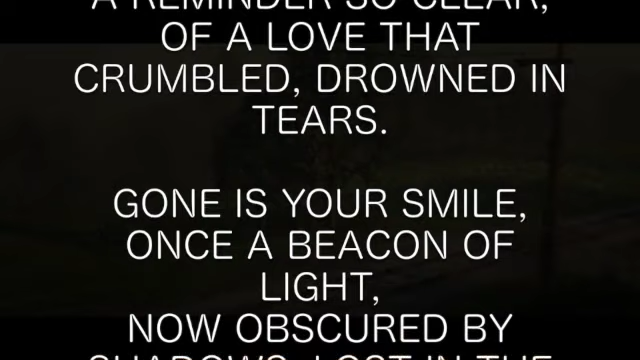 A REMINDER SO CLEAR,
OF A LOVE THAT
CRUMBLED, DROWNED IN
TEARS.
GONE IS YOUR SMILE,
ONCE A BEACON OF
LIGHT,
NOW OBSCURED BY
SHADOWS, LOST IN THE